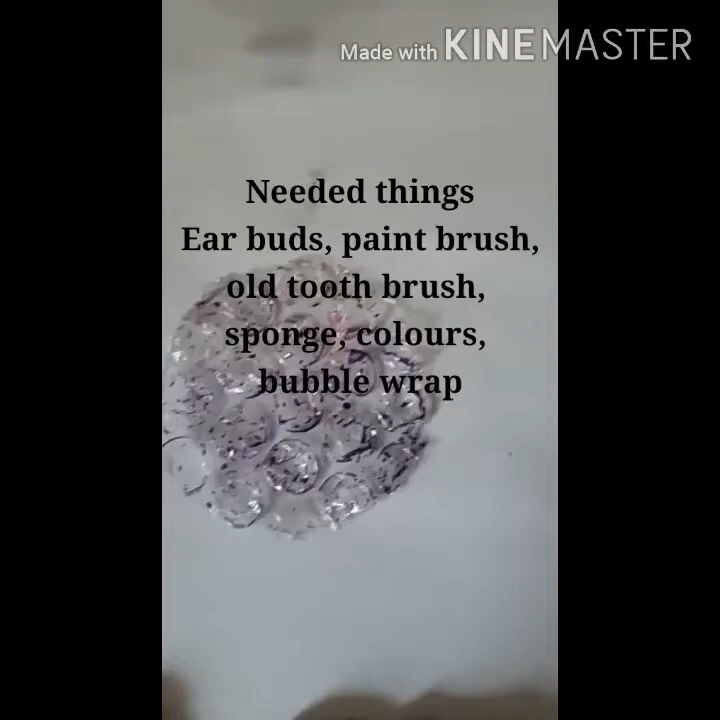 Made with KINEMASTER
Needed things
Ear buds, paint brush,
old tooth brush,
sponge, colours,
bubble wrap